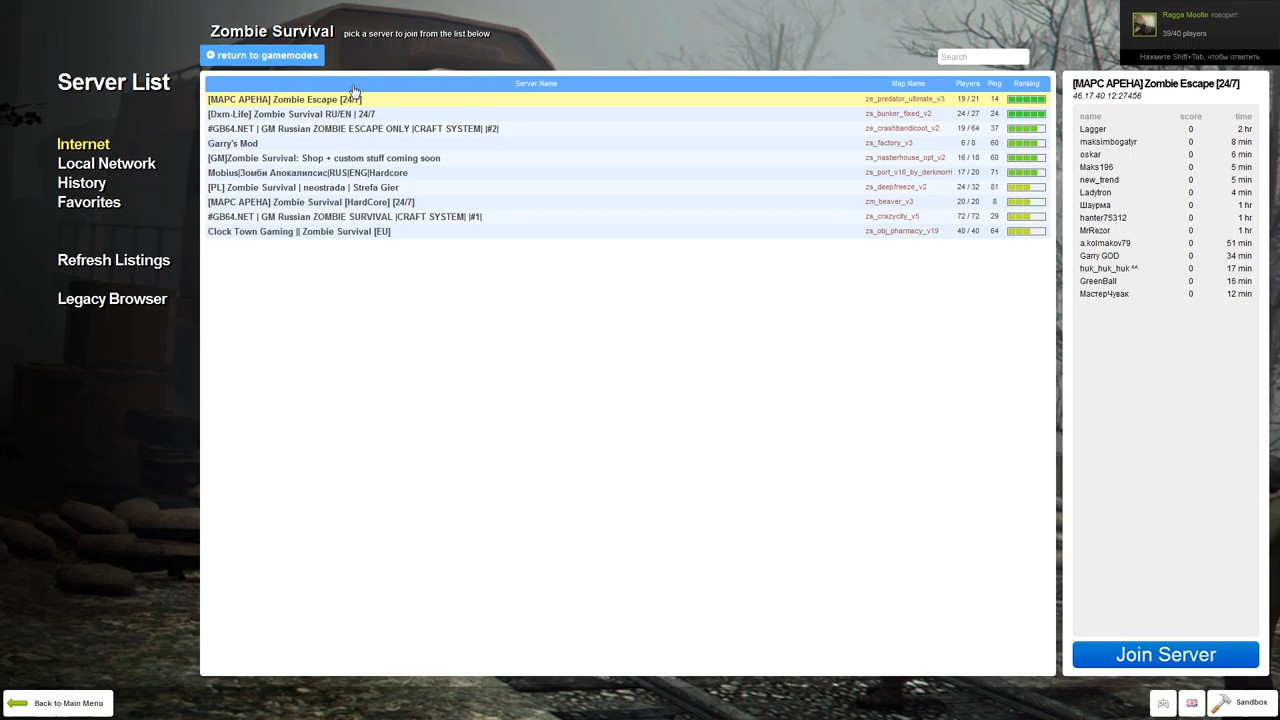 Zombie Survival pick a server to join from the list below
return to gamemodes
Search
Ragga Moofin говорит:
39/40 players
Нажмите Shift+Tab, чтобы ответить
Server List
Internet
Local Network
History
Favorites
Refresh Listings
Legacy Browser
Server Name Map Name Players Ping Ranking
[МАРС АРЕНА] Zombie Escape [24/7] ze_predator_ultimate_v3 19 / 21 14
[Dxm-Life] Zombie Survival RU/EN | 24/7 zs_bunker_fixed_v2 24 / 27 24
#GB64.NET | GM Russian ZOMBIE ESCAPE ONLY |CRAFT SYSTEM| |#2| ze_crashbandicoot_v2 19 / 64 37
Garry's Mod zs_factory_v3 6 / 8 60
[GM]Zombie Survival: Shop + custom stuff coming soon zs_nastierhouse_opt_v2 16 / 18 60
Mobius|Зомби Апокалипсис|RUS|ENG|Hardcore zs_port_v16_by_derkmorri 17 / 20 71
[PL] Zombie Survival | neostrada | Strefa Gier zs_deepfreeze_v2 24 / 32 81
[МАРС АРЕНА] Zombie Survival [HardCore] [24/7] zm_beaver_v3 20 / 20 8
#GB64.NET | GM Russian ZOMBIE SURVIVAL |CRAFT SYSTEM| |#1| zs_crazycity_v5 72 / 72 29
Clock Town Gaming || Zombie Survival [EU] zs_obj_pharmacy_v19 40 / 40 64
[МАРС АРЕНА] Zombie Escape [24/7]
46.17.40.12:27456
name score time
Lagger 0 2 hr
maksimbogatyr 0 8 min
oskar 0 6 min
Maks196 0 5 min
new_trend 0 5 min
Ladytron 0 4 min
Шаурма 0 1 hr
hanter75312 0 1 hr
MrRezor 0 1 hr
a.kolmakov79 0 51 min
Garry GOD 0 34 min
huk_huk_huk ^^ 0 17 min
GreenBall 0 16 min
МастерЧувак 0 12 min
Join Server
Back to Main Menu
Sandbox